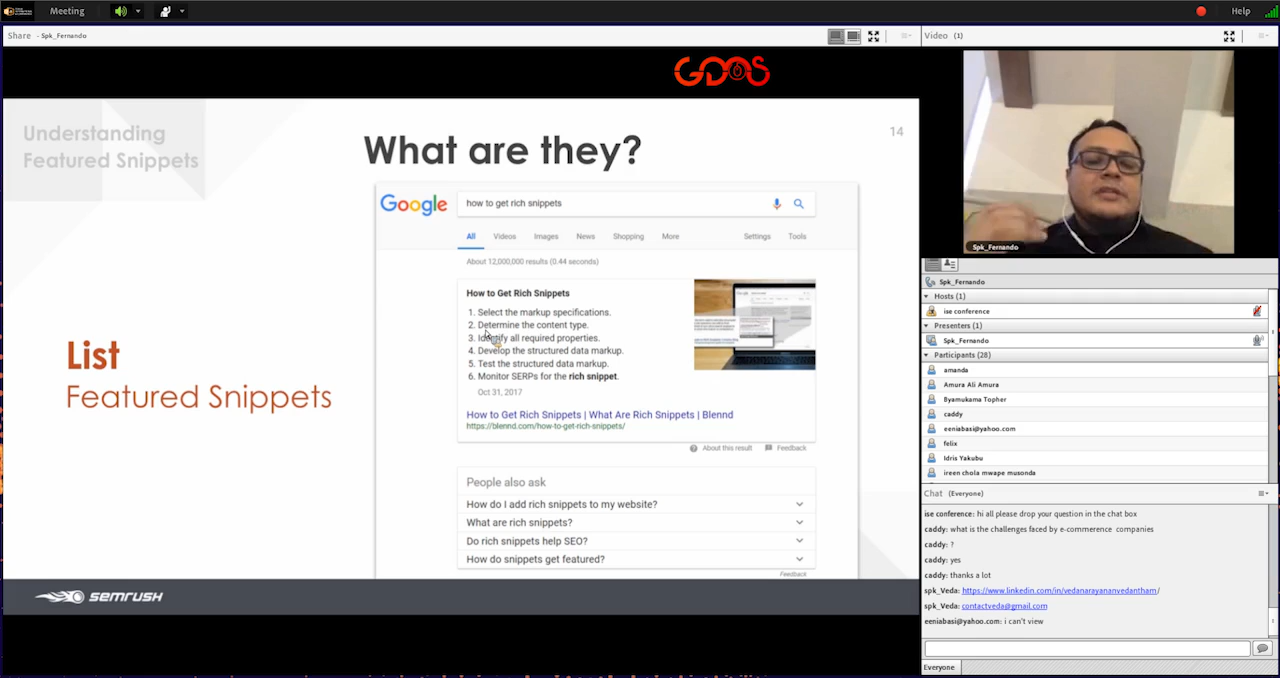 Meeting
Help
Share - Spk_Fernando
Video (1)
GDOS
Understanding
Featured Snippets
What are they?
14
Google
how to get rich snippets
All Videos Images News Shopping More Settings Tools
About 12,000,000 results (0.44 seconds)
How to Get Rich Snippets
1. Select the markup specifications.
2. Determine the content type.
3. Identify all required properties.
4. Develop the structured data markup.
5. Test the structured data markup.
6. Monitor SERPs for the rich snippet.
Oct 31, 2017
How to Get Rich Snippets | What Are Rich Snippets | Blennd
https://blennd.com/how-to-get-rich-snippets/
About this result Feedback
People also ask
How do I add rich snippets to my website?
What are rich snippets?
Do rich snippets help SEO?
How do snippets get featured?
Feedback
List
Featured Snippets
SEMRUSH
Spk_Fernando
Spk_Fernando
Hosts (1)
ise conference
Presenters (1)
Spk_Fernando
Participants (28)
amanda
Amura Ali Amura
Byamukama Topher
caddy
eeniabasi@yahoo.com
felix
Idris Yakubu
ireen chola mwape musonda
Chat (Everyone)
ise conference: hi all please drop your question in the chat box
caddy: what is the challenges faced by e-commerence companies
caddy: ?
caddy: yes
caddy: thanks a lot
spk_Veda: https://www.linkedin.com/in/vedanarayananvedantham/
spk_Veda: contactveda@gmail.com
eeniabasi@yahoo.com: i can't view
Everyone